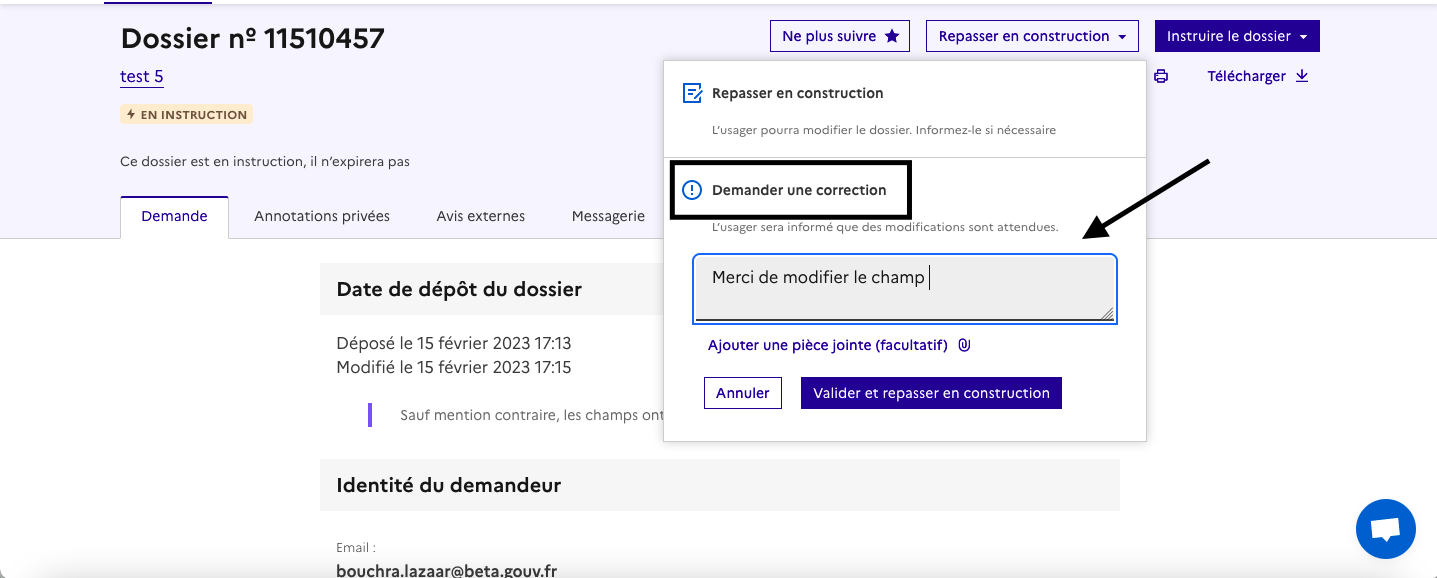 Dossier nº 11510457
Ne plus suivre
Repasser en construction
Instruire le dossier
test 5
Télécharger
EN INSTRUCTION
Ce dossier est en instruction, il n’expirera pas
Repasser en construction
L’usager pourra modifier le dossier. Informez-le si nécessaire
Demander une correction
L’usager sera informé que des modifications sont attendues.
Merci de modifier le champ
Ajouter une pièce jointe (facultatif)
Annuler
Valider et repasser en construction
Demande
Annotations privées
Avis externes
Messagerie
Date de dépôt du dossier
Déposé le 15 février 2023 17:13
Modifié le 15 février 2023 17:15
Sauf mention contraire, les champs ont
Identité du demandeur
Email :
bouchra.lazaar@beta.gouv.fr